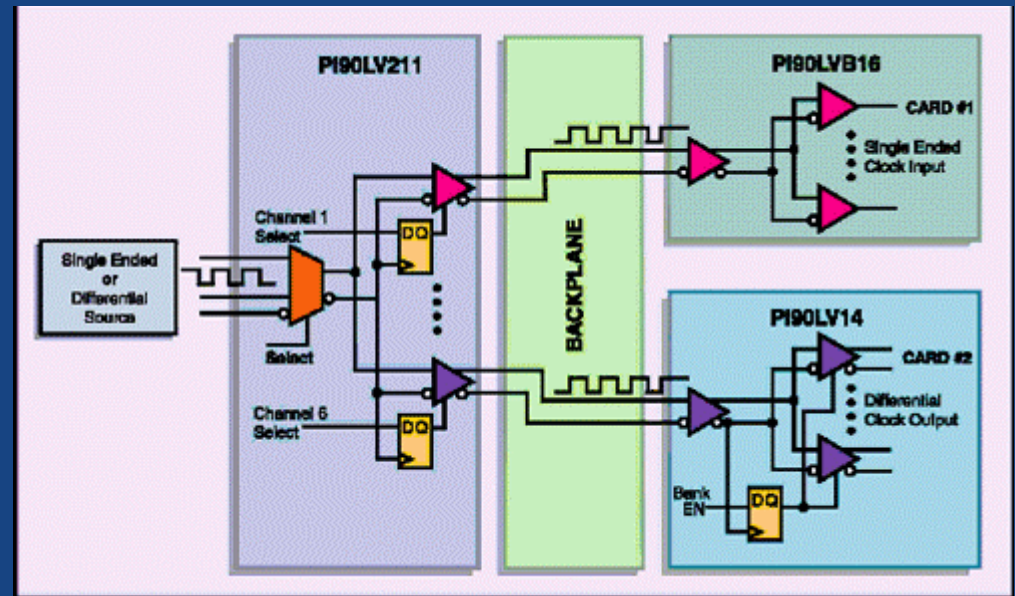 PI90LV211
PI90LVB16
CARD #1
Single Ended
Clock Input
Channel 1
Select
DQ
Single Ended
or
Differential
Source
Select
BACKPLANE
PI90LV14
CARD #2
Differential
Clock Output
Channel 6
Select
DQ
Bank
EN
DQ